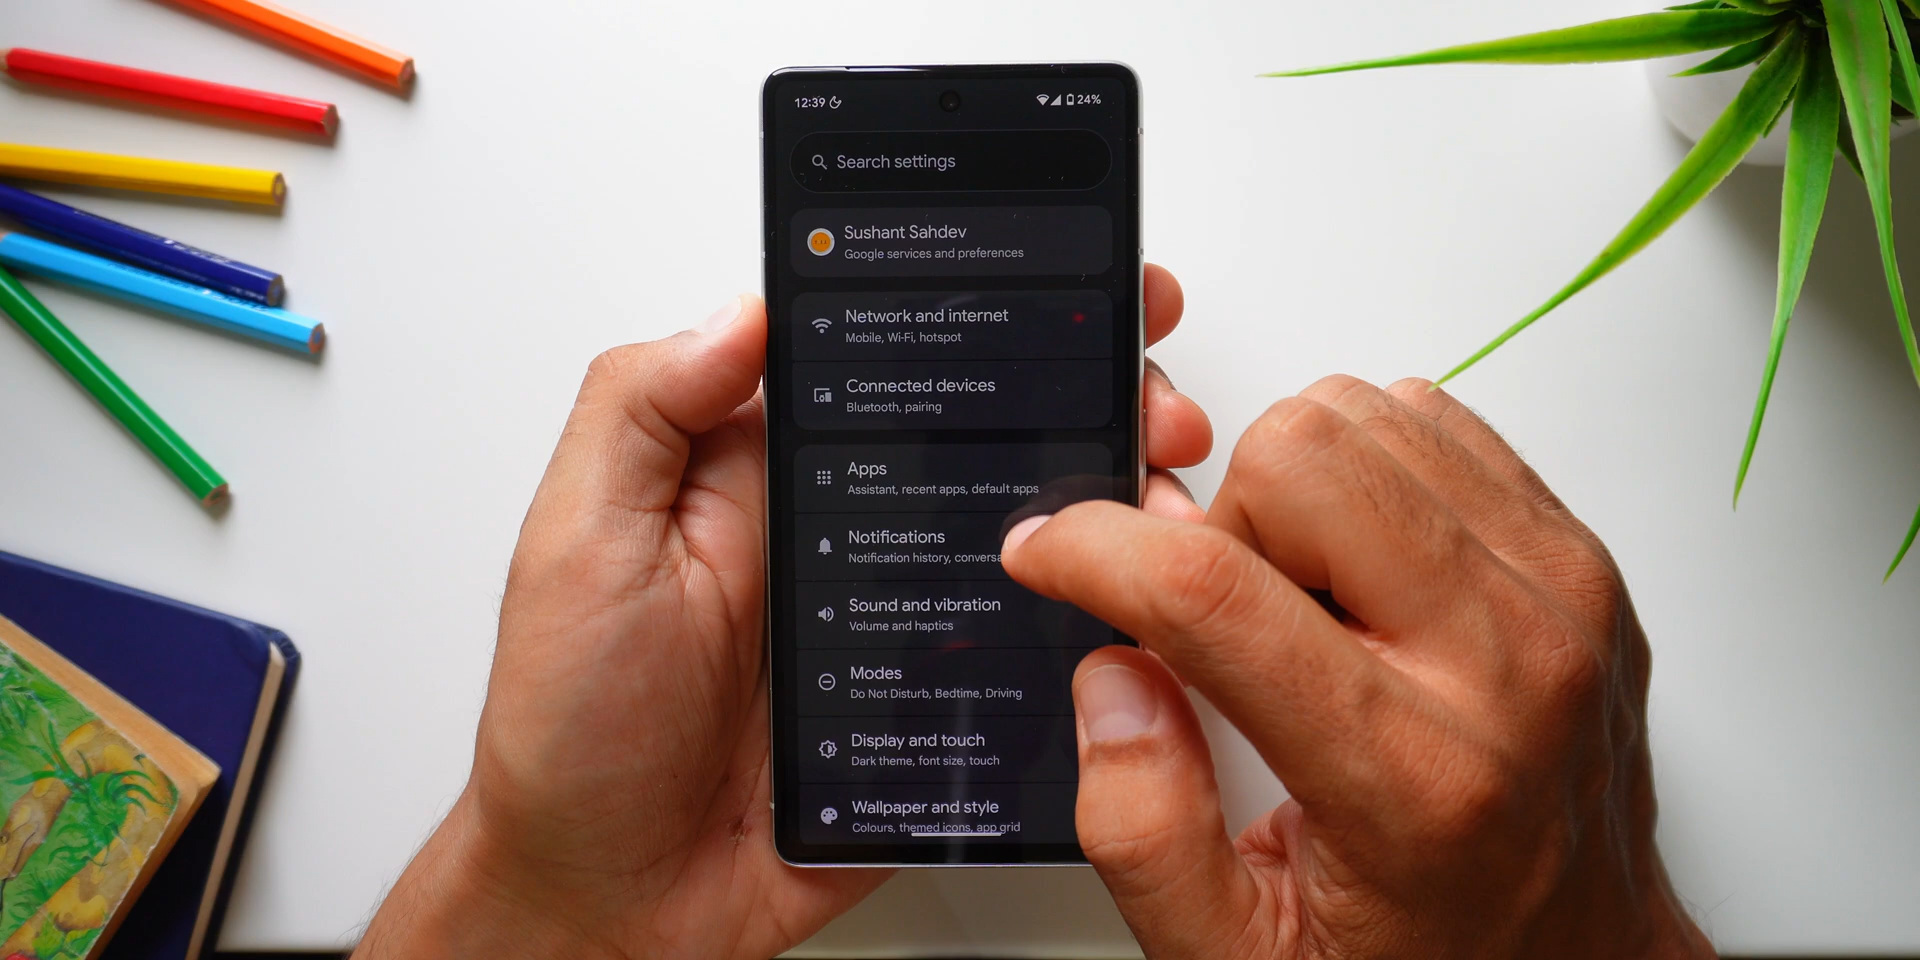 12:39
24%
Search settings
Sushant Sahdev
Google services and preferences
Network and internet
Mobile, Wi-Fi, hotspot
Connected devices
Bluetooth, pairing
Apps
Assistant, recent apps, default apps
Notifications
Notification history,
Sound and vibration
Volume and haptics
Modes
Do Not Disturb, Bedtime, Driving
Display and touch
Dark theme, font size, touch
Wallpaper and style
Colours, themed icons, app grid